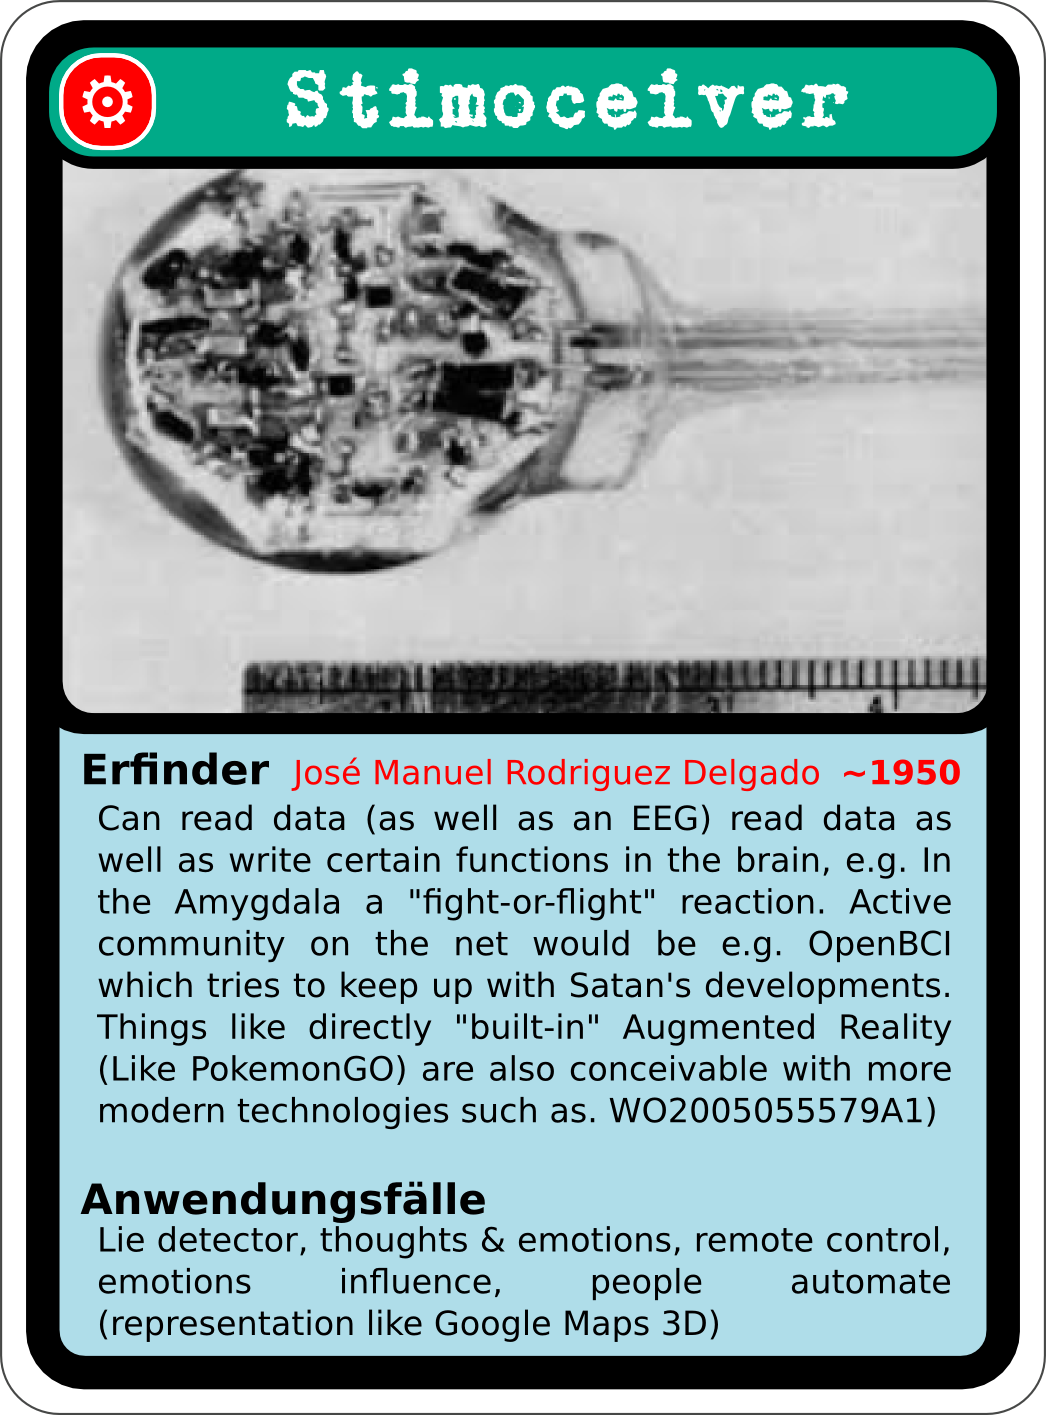 Stimoceiver
4
Erfinder José Manuel Rodriguez Delgado ~1950
Can read data (as well as an EEG) read data as
well as write certain functions in the brain, e.g. In
the Amygdala a "fight-or-flight" reaction. Active
community on the net would be e.g. OpenBCI
which tries to keep up with Satan's developments.
Things like directly "built-in" Augmented Reality
(Like PokemonGO) are also conceivable with more
modern technologies such as. WO2005055579A1)
Anwendungsfälle
Lie detector, thoughts & emotions, remote control,
emotions influence, people automate
(representation like Google Maps 3D)